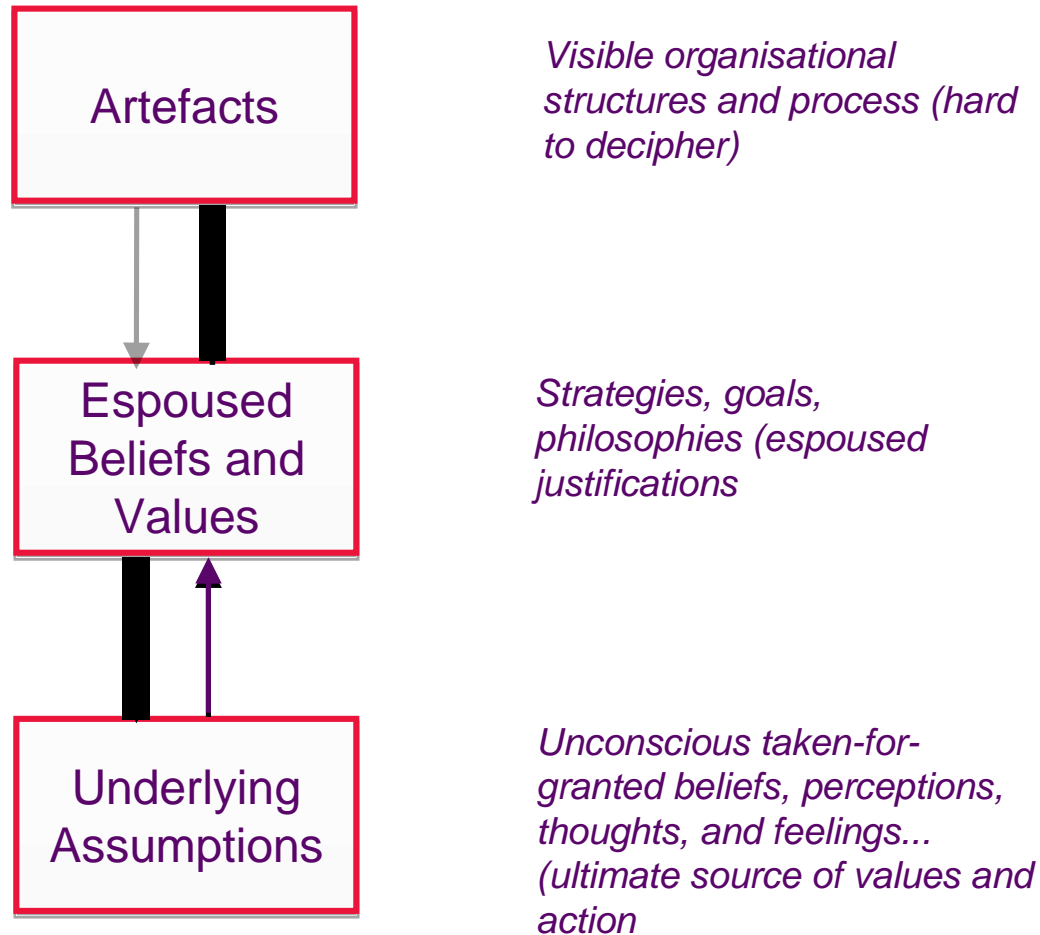 Artefacts
Visible organisational
structures and process (hard
to decipher)
Espoused
Beliefs and
Values
Strategies, goals,
philosophies (espoused
justifications
Underlying
Assumptions
Unconscious taken-for-
granted beliefs, perceptions,
thoughts, and feelings...
(ultimate source of values and
action